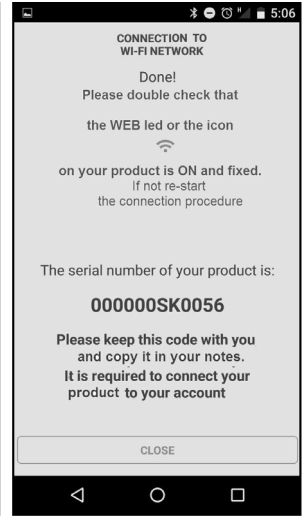 5:06
CONNECTION TO
WI-FI NETWORK
Done!
Please double check that
the WEB led or the icon
on your product is ON and fixed.
If not re-start
the connection procedure
The serial number of your product is:
000000SK0056
Please keep this code with you
and copy it in your notes.
It is required to connect your
product to your account
CLOSE